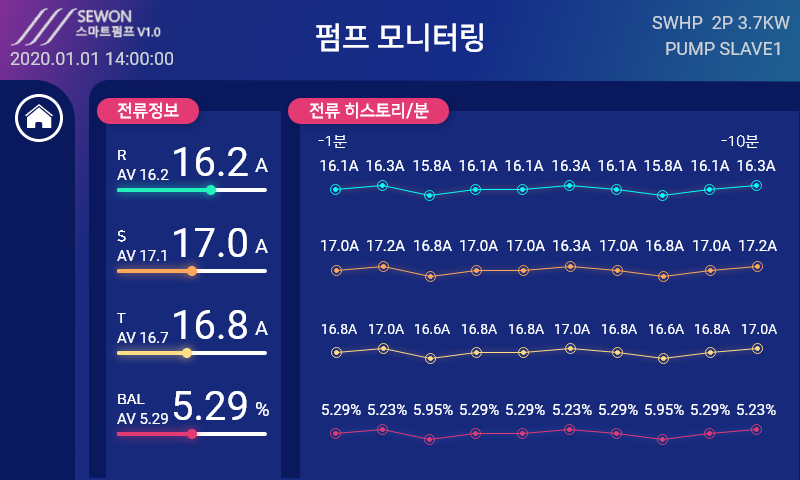 SEWON
스마트펌프 V1.0
2020.01.01 14:00:00
펌프 모니터링
SWHP 2P 3.7KW
PUMP SLAVE1
전류정보
R
AV 16.2
16.2 A
S
AV 17.1
17.0 A
T
AV 16.7
16.8 A
BAL
AV 5.29
5.29 %
전류 히스토리/분
-1분
-10분
16.1A 16.3A 15.8A 16.1A 16.1A 16.3A 16.1A 15.8A 16.1A 16.3A
17.0A 17.2A 16.8A 17.0A 17.0A 16.3A 17.0A 16.8A 17.0A 17.2A
16.8A 17.0A 16.6A 16.8A 16.8A 17.0A 16.8A 16.6A 16.8A 17.0A
5.29% 5.23% 5.95% 5.29% 5.29% 5.23% 5.29% 5.95% 5.29% 5.23%